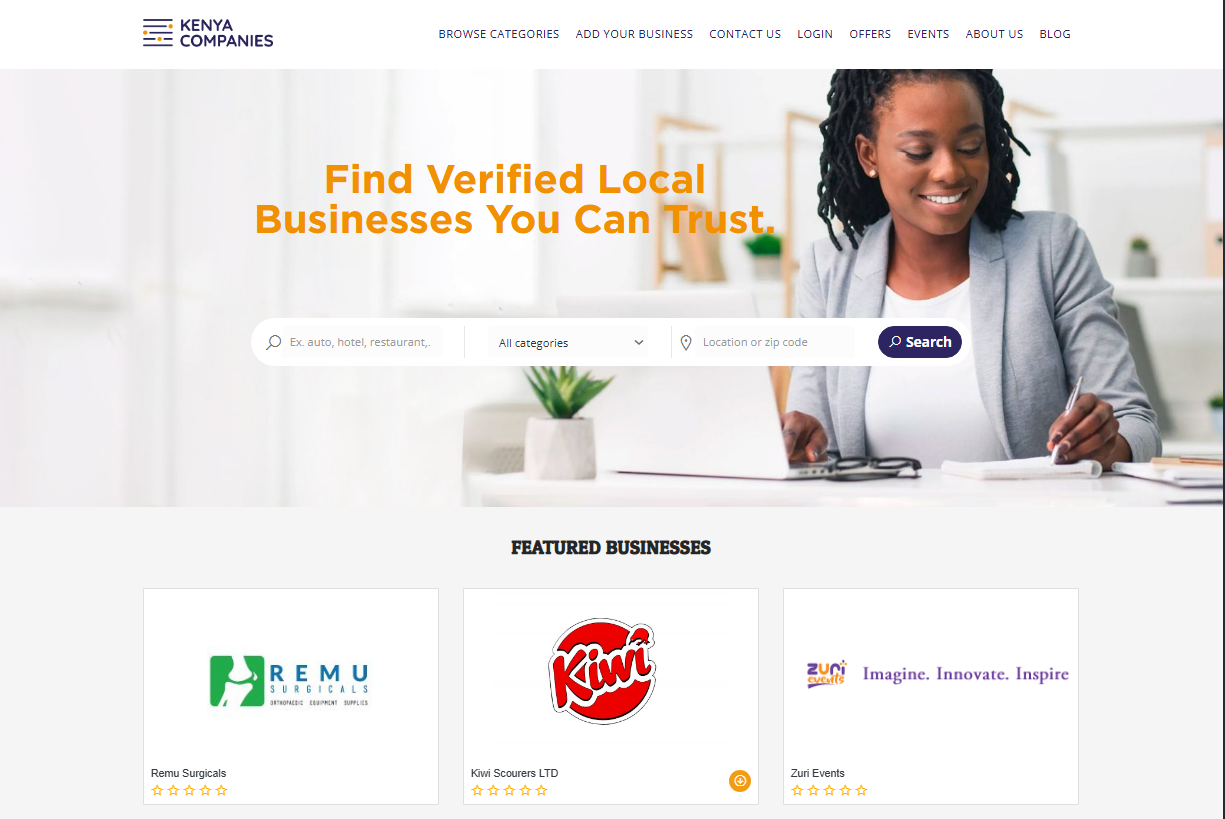 KENYA
COMPANIES
BROWSE CATEGORIES ADD YOUR BUSINESS CONTACT US LOGIN OFFERS EVENTS ABOUT US BLOG
Find Verified Local
Businesses You Can Trust.
Ex. auto, hotel, restaurant,. All categories Location or zip code Search
FEATURED BUSINESSES
REMU
SURGICALS
ORTHOPAEDIC EQUIPMENT SUPPLIES
Remu Surgicals
Kiwi
Kiwi Scourers LTD
zuri
events
Imagine. Innovate. Inspire
Zuri Events